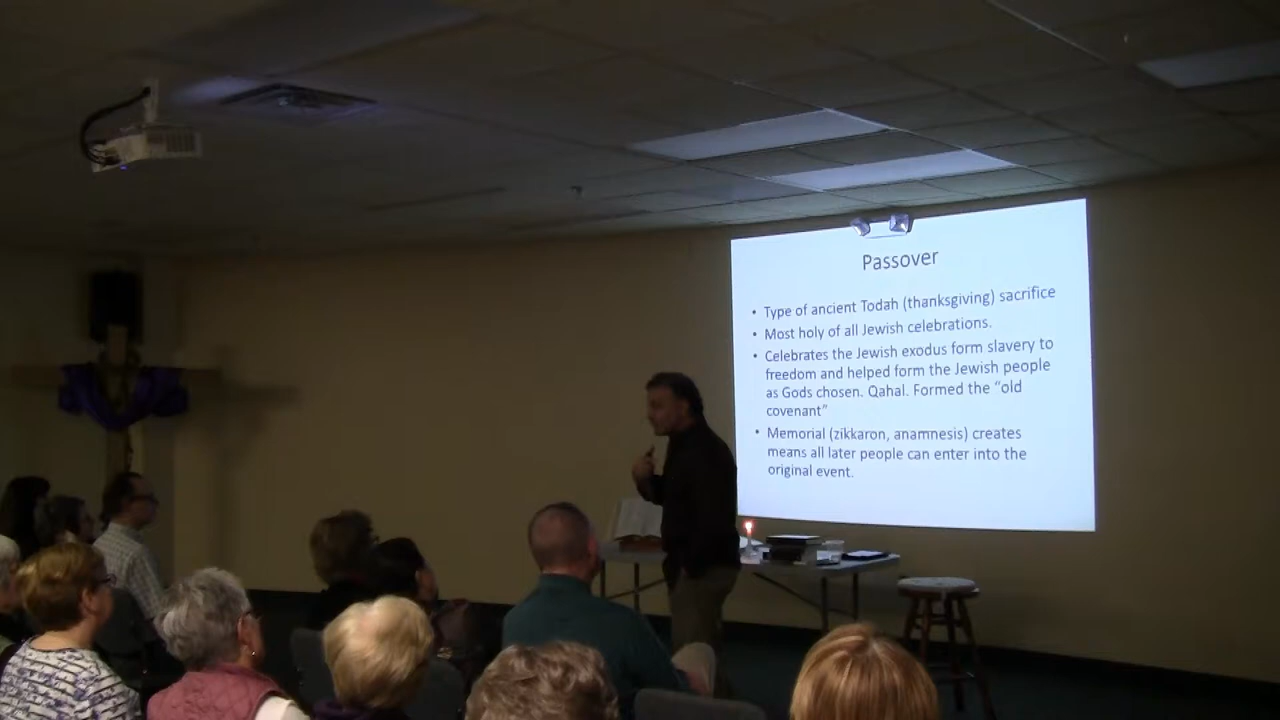 Passover
• Type of ancient Todah (thanksgiving) sacrifice
• Most holy of all Jewish celebrations.
• Celebrates the Jewish exodus form slavery to
freedom and helped form the Jewish people
as Gods chosen. Qahal. Formed the "old
covenant"
• Memorial (zikkaron, anamnesis) creates
means all later people can enter into the
original event.